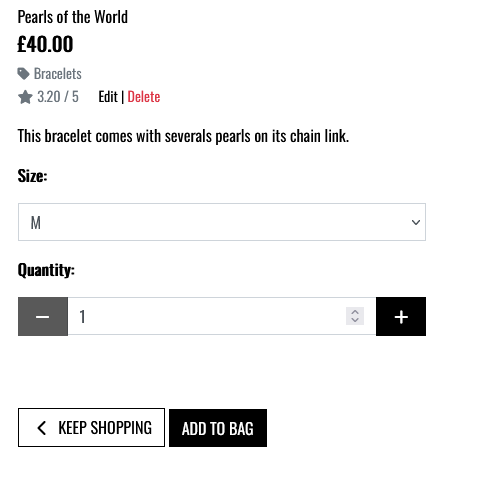 Pearls of the World
£40.00
Bracelets
3.20 / 5 Edit | Delete
This bracelet comes with severals pearls on its chain link.
Size:
M
Quantity:
1
KEEP SHOPPING ADD TO BAG